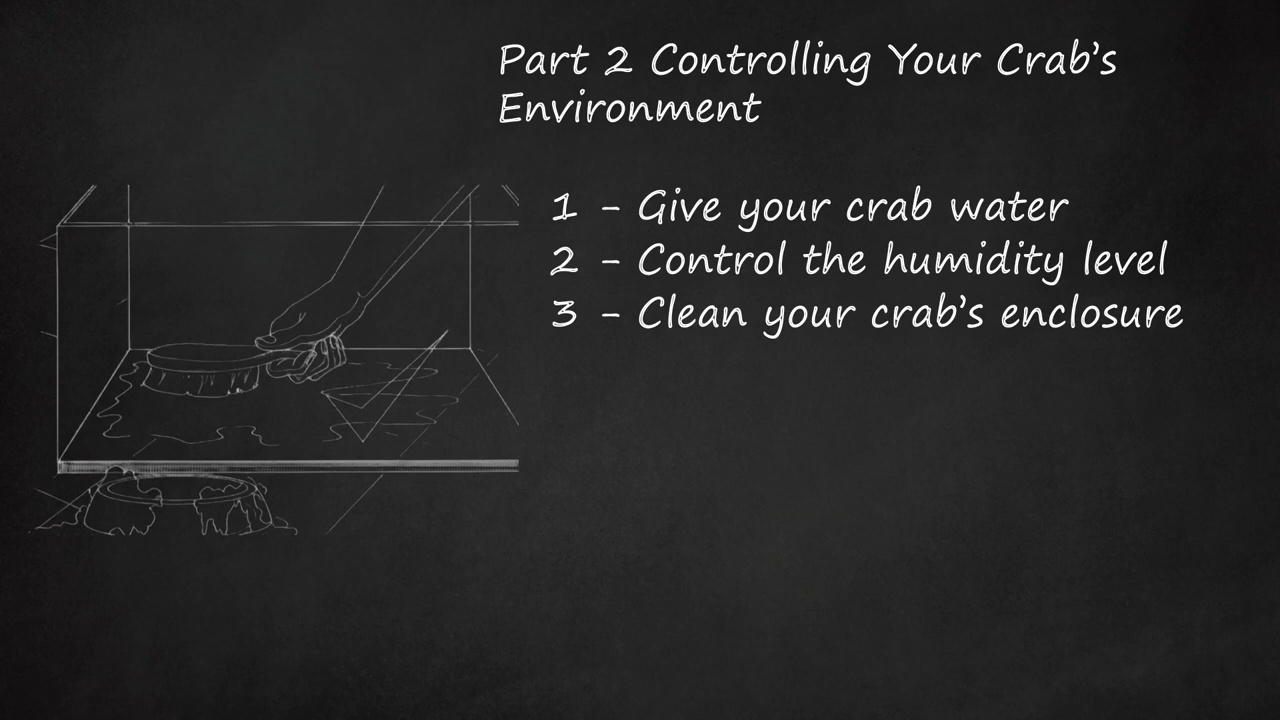 Part 2 Controlling Your Crab’s
Environment
1 - Give your crab water
2 - Control the humidity level
3 - Clean your crab’s enclosure